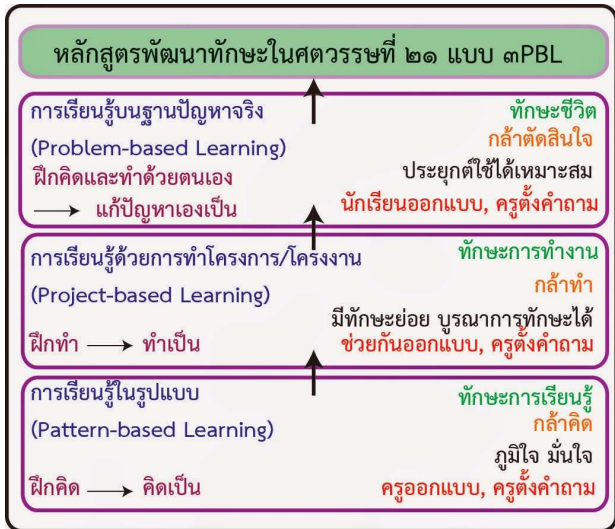 หลักสูตรพัฒนาทักษะในศตวรรษที่ ๒๑ แบบ ๓PBL
การเรียนรู้บนฐานปัญหาจริง
(Problem-based Learning)
ฝึกคิดและทำด้วยตนเอง
→ แก้ปัญหาเองเป็น
ทักษะชีวิต
กล้าตัดสินใจ
ประยุกต์ใช้ได้เหมาะสม
นักเรียนออกแบบ, ครูตั้งคำถาม
การเรียนรู้ด้วยการทำโครงการ/โครงงาน
(Project-based Learning)
ฝึกทำ → ทำเป็น
ทักษะการทำงาน
กล้าทำ
มีทักษะย่อย บูรณาการทักษะได้
ช่วยกันออกแบบ, ครูตั้งคำถาม
การเรียนรู้ในรูปแบบ
(Pattern-based Learning)
ฝึกคิด → คิดเป็น
ทักษะการเรียนรู้
กล้าคิด
ภูมิใจ มั่นใจ
ครูออกแบบ, ครูตั้งคำถาม